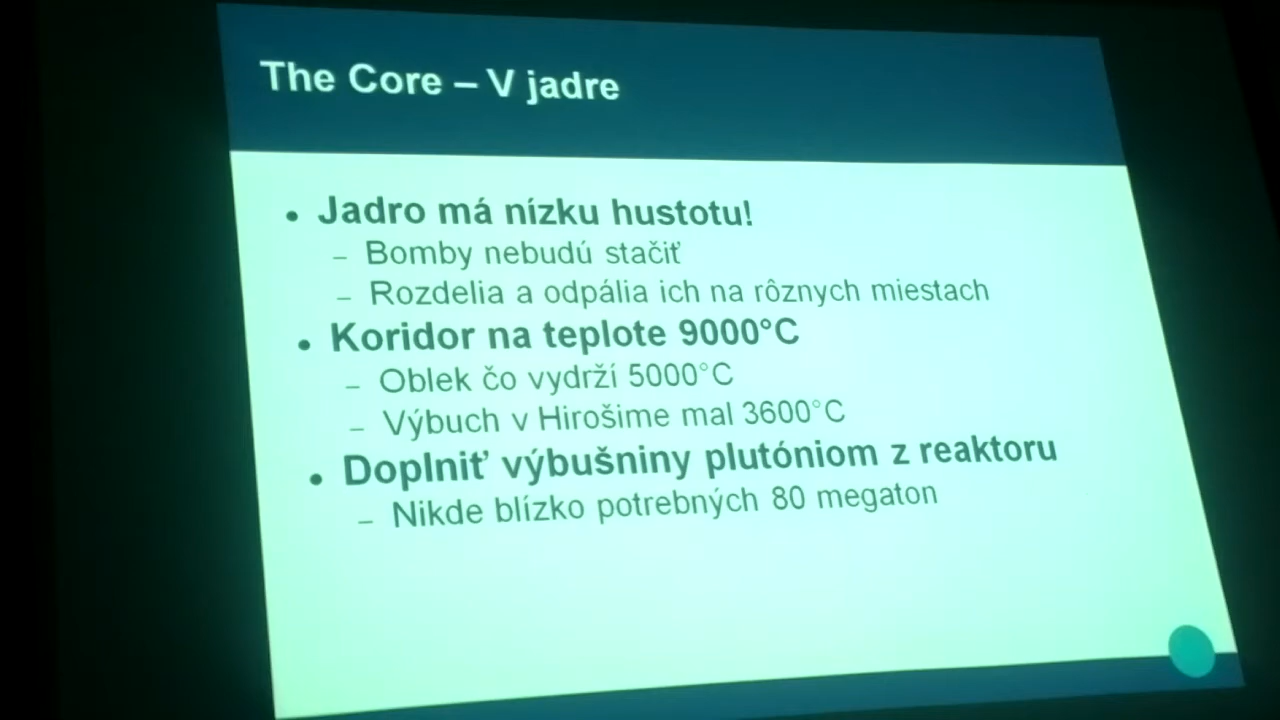 The Core – V jadre
• Jadro má nízku hustotu!
– Bomby nebudú stačiť
– Rozdelia a odpália ich na rôznych miestach
• Koridor na teplote 9000°C
– Oblek čo vydrží 5000°C
– Výbuch v Hirošime mal 3600°C
• Doplniť výbušniny plutóniom z reaktoru
– Nikde blízko potrebných 80 megaton